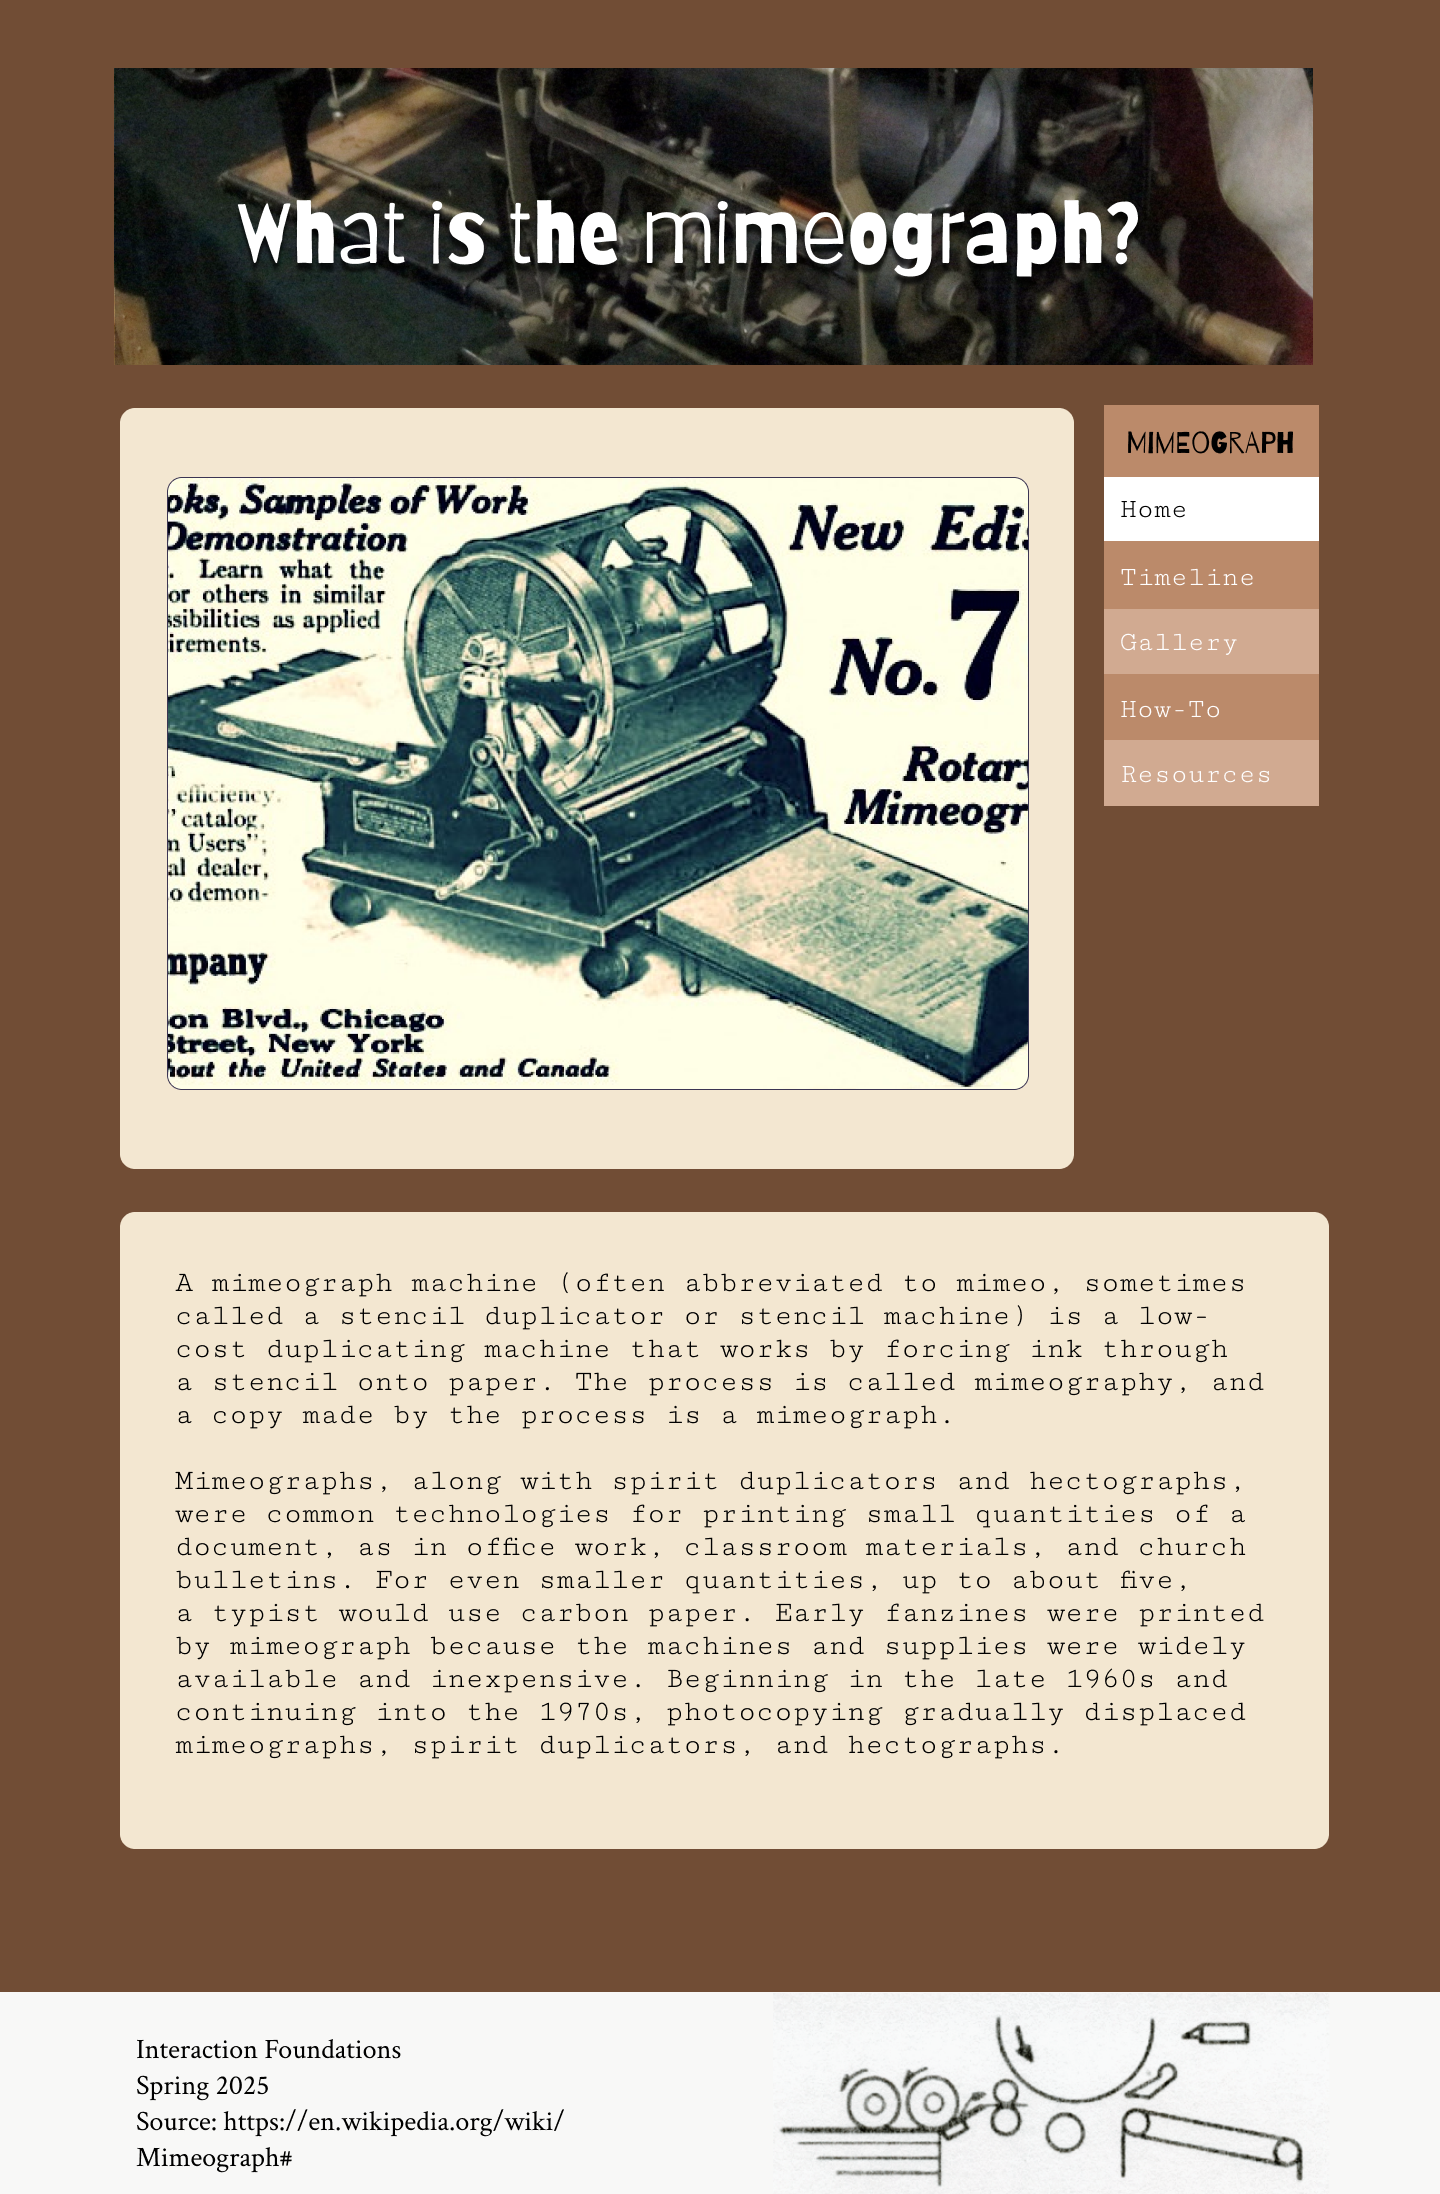 What is the mimeograph?
MIMEOGRAPH
Home
Timeline
Gallery
How-To
Resources
oks, Samples of Work
Demonstration
. Learn what the
or others in similar
ssibilities as applied
irements.
New Edis
No. 7
Rotary
Mimeogr
efficiency.
" catalog,
n Users";
al dealer,
o demon-
mpany
on Blvd., Chicago
Street, New York
hout the United States and Canada
A mimeograph machine (often abbreviated to mimeo, sometimes
called a stencil duplicator or stencil machine) is a low-
cost duplicating machine that works by forcing ink through
a stencil onto paper. The process is called mimeography, and
a copy made by the process is a mimeograph.
Mimeographs, along with spirit duplicators and hectographs,
were common technologies for printing small quantities of a
document, as in office work, classroom materials, and church
bulletins. For even smaller quantities, up to about five,
a typist would use carbon paper. Early fanzines were printed
by mimeograph because the machines and supplies were widely
available and inexpensive. Beginning in the late 1960s and
continuing into the 1970s, photocopying gradually displaced
mimeographs, spirit duplicators, and hectographs.
Interaction Foundations
Spring 2025
Source: https://en.wikipedia.org/wiki/
Mimeograph#